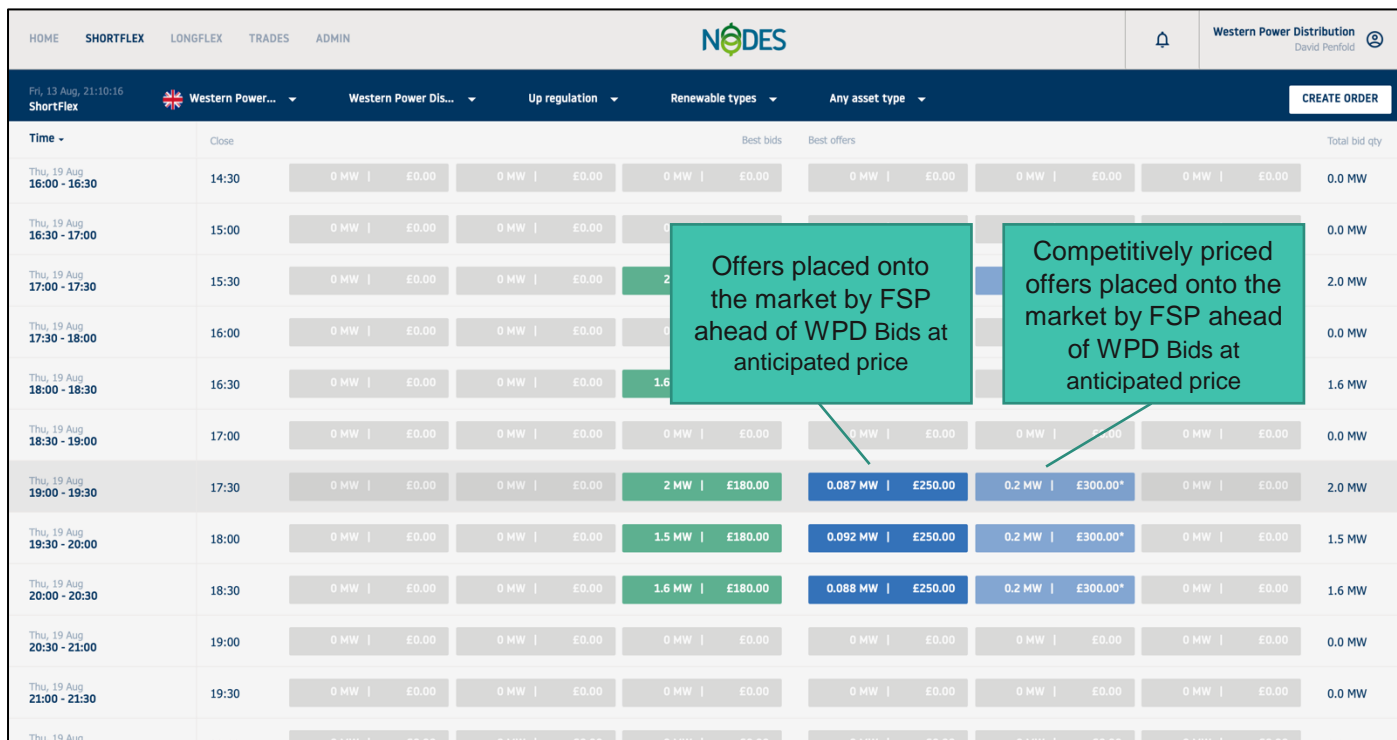 HOME SHORTFLEX LONGFLEX TRADES ADMIN NODES Western Power Distribution
David Penfold
Fri, 13 Aug, 21:10:16
ShortFlex
Western Power... Western Power Dis... Up regulation Renewable types Any asset type CREATE ORDER
Time Close Best bids Best offers Total bid qty
Thu, 19 Aug
16:00 - 16:30 14:30 0 MW | £0.00 0 MW | £0.00 0 MW | £0.00 0 MW | £0.00 0 MW | £0.00 0 MW | £0.00 0.0 MW
Thu, 19 Aug
16:30 - 17:00 15:00 0 MW | £0.00 0 MW | £0.00 0.0 MW
Thu, 19 Aug
17:00 - 17:30 15:30 0 MW | £0.00 0 MW | £0.00 2 2.0 MW
Thu, 19 Aug
17:30 - 18:00 16:00 0 MW | £0.00 0 MW | £0.00 0.0 MW
Thu, 19 Aug
18:00 - 18:30 16:30 0 MW | £0.00 0 MW | £0.00 1.6 1.6 MW
Offers placed onto
the market by FSP
ahead of WPD Bids at
anticipated price
Competitively priced
offers placed onto the
market by FSP ahead
of WPD Bids at
anticipated price
Thu, 19 Aug
18:30 - 19:00 17:00 0 MW | £0.00 0 MW | £0.00 0 MW | £0.00 0 MW | £0.00 0 MW | £0.00 0 MW | £0.00 0.0 MW
Thu, 19 Aug
19:00 - 19:30 17:30 0 MW | £0.00 0 MW | £0.00 2 MW | £180.00 0.087 MW | £250.00 0.2 MW | £300.00* 0 MW | £0.00 2.0 MW
Thu, 19 Aug
19:30 - 20:00 18:00 0 MW | £0.00 0 MW | £0.00 1.5 MW | £180.00 0.092 MW | £250.00 0.2 MW | £300.00* 0 MW | £0.00 1.5 MW
Thu, 19 Aug
20:00 - 20:30 18:30 0 MW | £0.00 0 MW | £0.00 1.6 MW | £180.00 0.088 MW | £250.00 0.2 MW | £300.00* 0 MW | £0.00 1.6 MW
Thu, 19 Aug
20:30 - 21:00 19:00 0 MW | £0.00 0 MW | £0.00 0 MW | £0.00 0 MW | £0.00 0 MW | £0.00 0 MW | £0.00 0.0 MW
Thu, 19 Aug
21:00 - 21:30 19:30 0 MW | £0.00 0 MW | £0.00 0 MW | £0.00 0 MW | £0.00 0 MW | £0.00 0 MW | £0.00 0.0 MW
Thu, 19 Aug